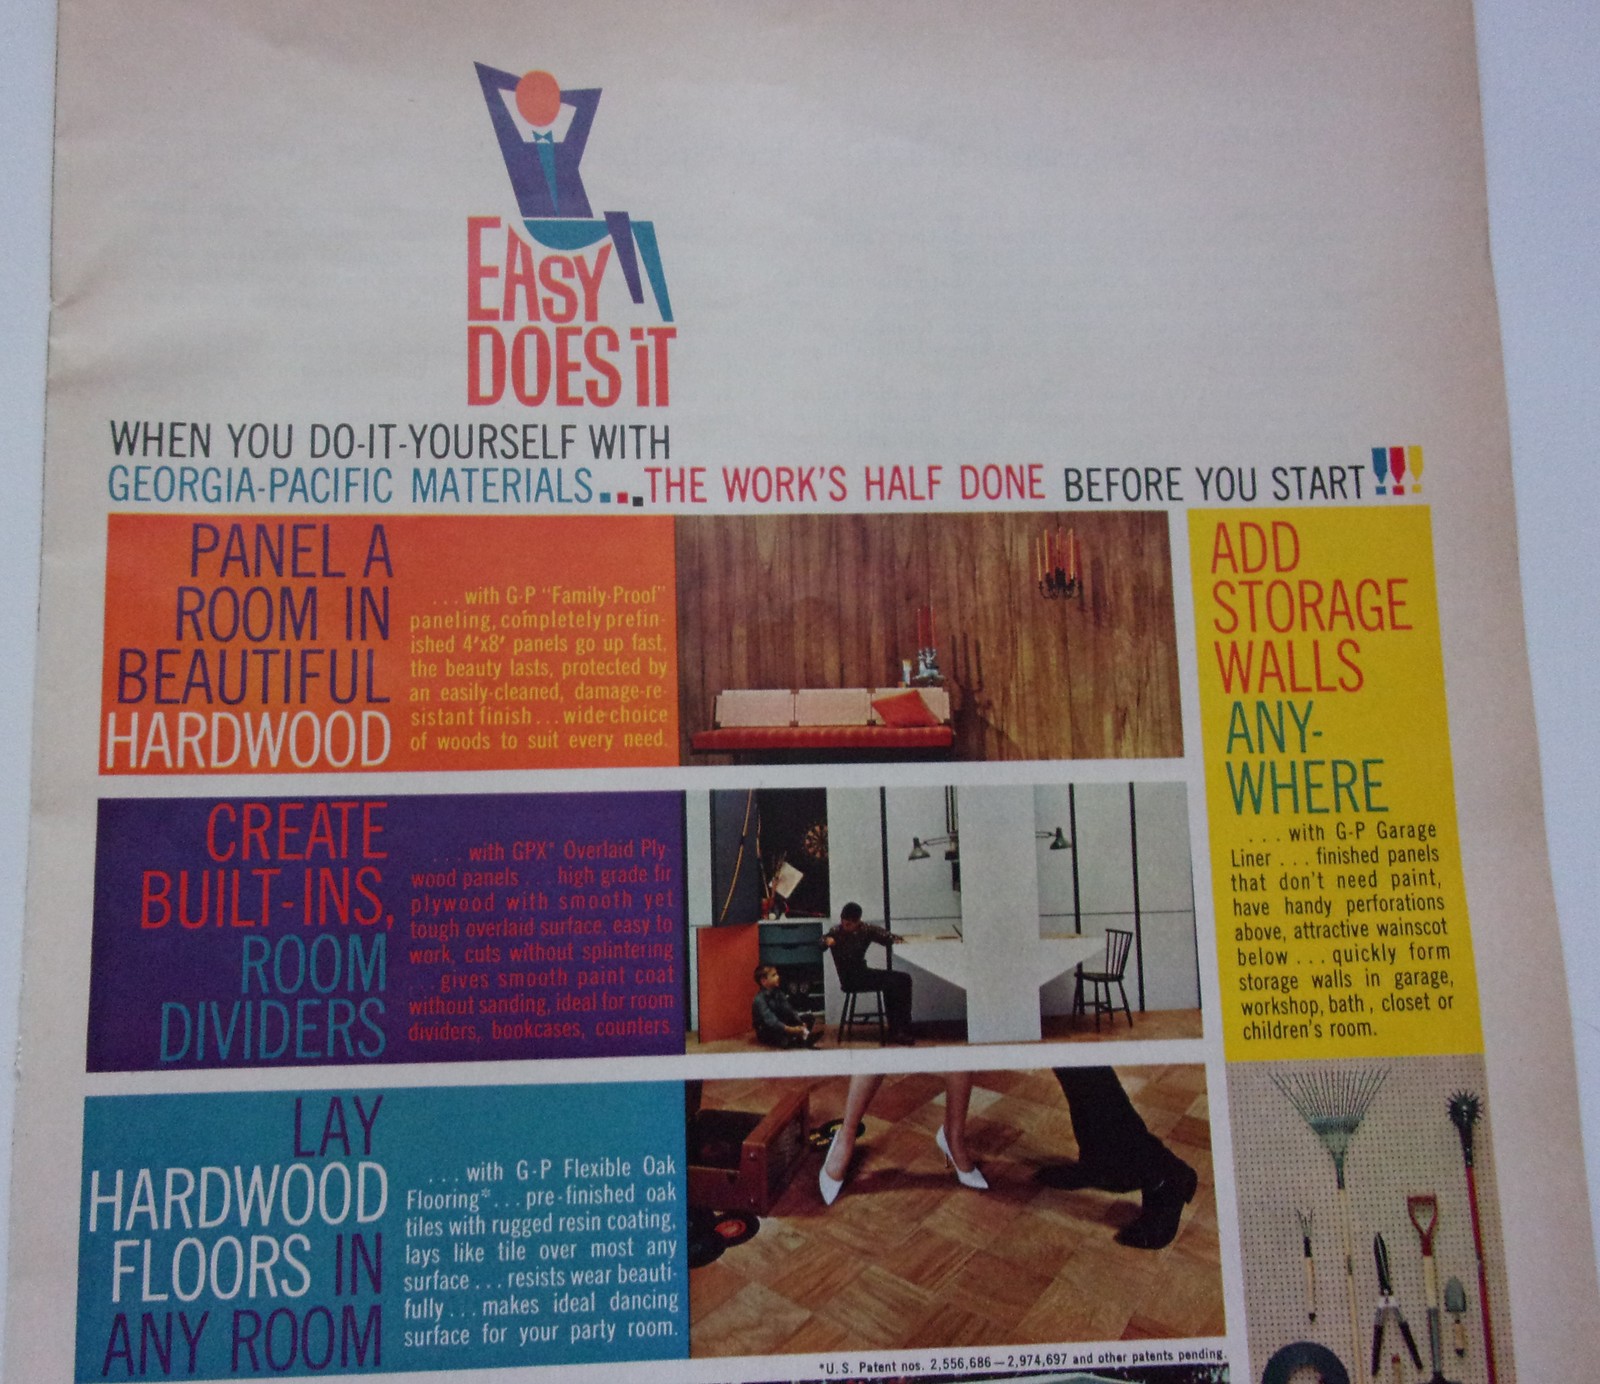 EASY
DOES iT
WHEN YOU DO-IT-YOURSELF WITH
GEORGIA-PACIFIC MATERIALS...THE WORK'S HALF DONE BEFORE YOU START!!!
PANEL A
ROOM IN
BEAUTIFUL
HARDWOOD
...with G-P "Family-Proof"
paneling, completely prefin-
ished 4'x8' panels go up fast,
the beauty lasts, protected by
an easily-cleaned, damage-re-
sistant finish...wide choice
of woods to suit every need.
CREATE
BUILT-INS,
ROOM
DIVIDERS
...with GPX* Overlaid Ply-
wood panels...high grade fir
plywood with smooth yet
tough overlaid surface, easy to
work, cuts without splintering
...gives smooth paint coat
without sanding, ideal for room
dividers, bookcases, counters.
LAY
HARDWOOD
FLOORS IN
ANY ROOM
...with G-P Flexible Oak
Flooring*...pre-finished oak
tiles with rugged resin coating,
lays like tile over most any
surface...resists wear beauti-
fully...makes ideal dancing
surface for your party room.
ADD
STORAGE
WALLS
ANY-
WHERE
...with G-P Garage
Liner...finished panels
that don't need paint,
have handy perforations
above, attractive wainscot
below...quickly form
storage walls in garage,
workshop, bath, closet or
children's room.
*U.S. Patent nos. 2,556,686—2,974,697 and other patents pending.